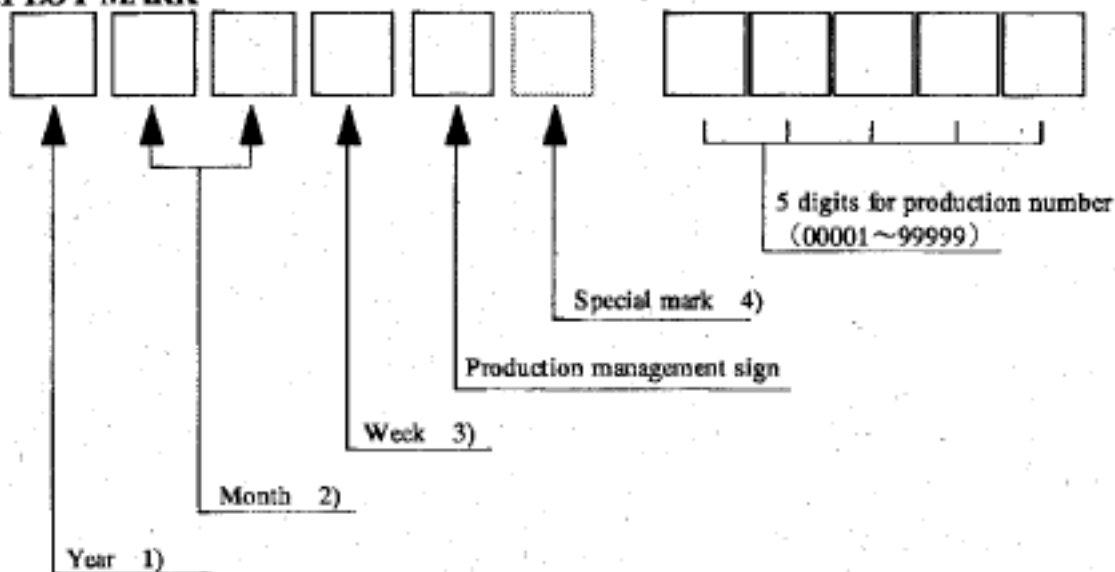 5 digits for production number
（00001～99999）
Special mark 4)
Production management sign
Week 3)
Month 2)
Year 1)